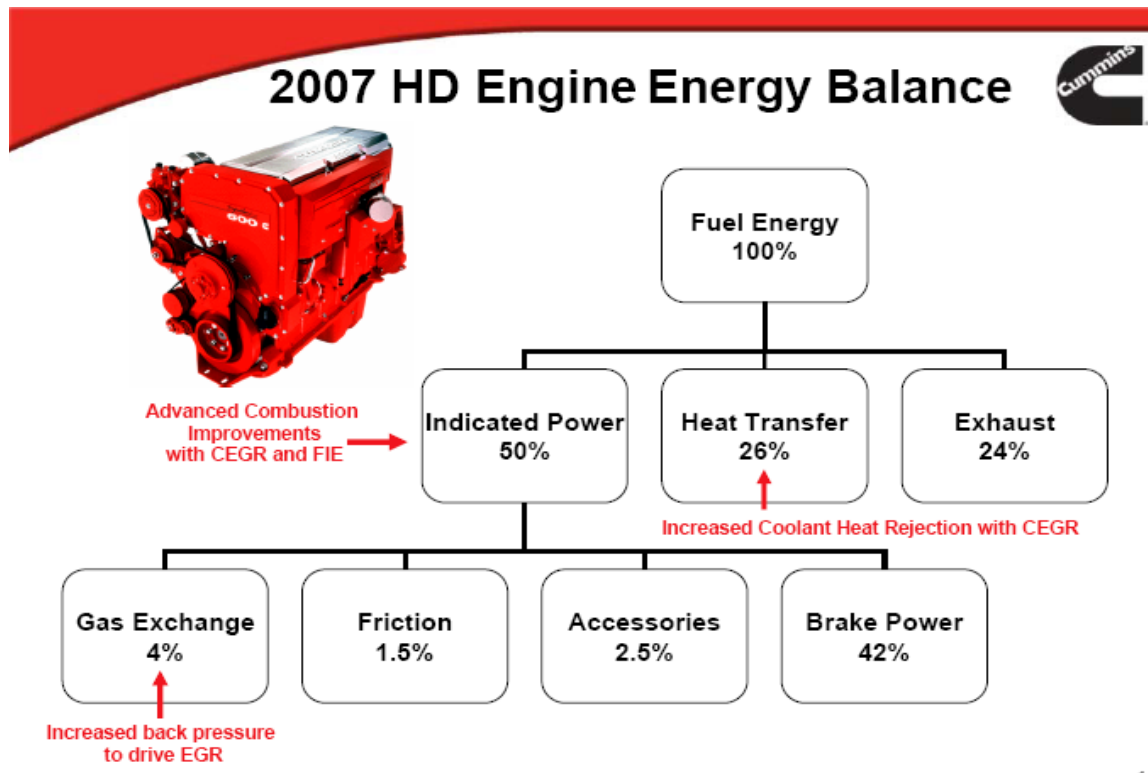 2007 HD Engine Energy Balance
Cummins
Fuel Energy
100%
Advanced Combustion
Improvements
with CEGR and FIE
Indicated Power
50%
Heat Transfer
26%
Exhaust
24%
Increased Coolant Heat Rejection with CEGR
Gas Exchange
4%
Friction
1.5%
Accessories
2.5%
Brake Power
42%
Increased back pressure
to drive EGR